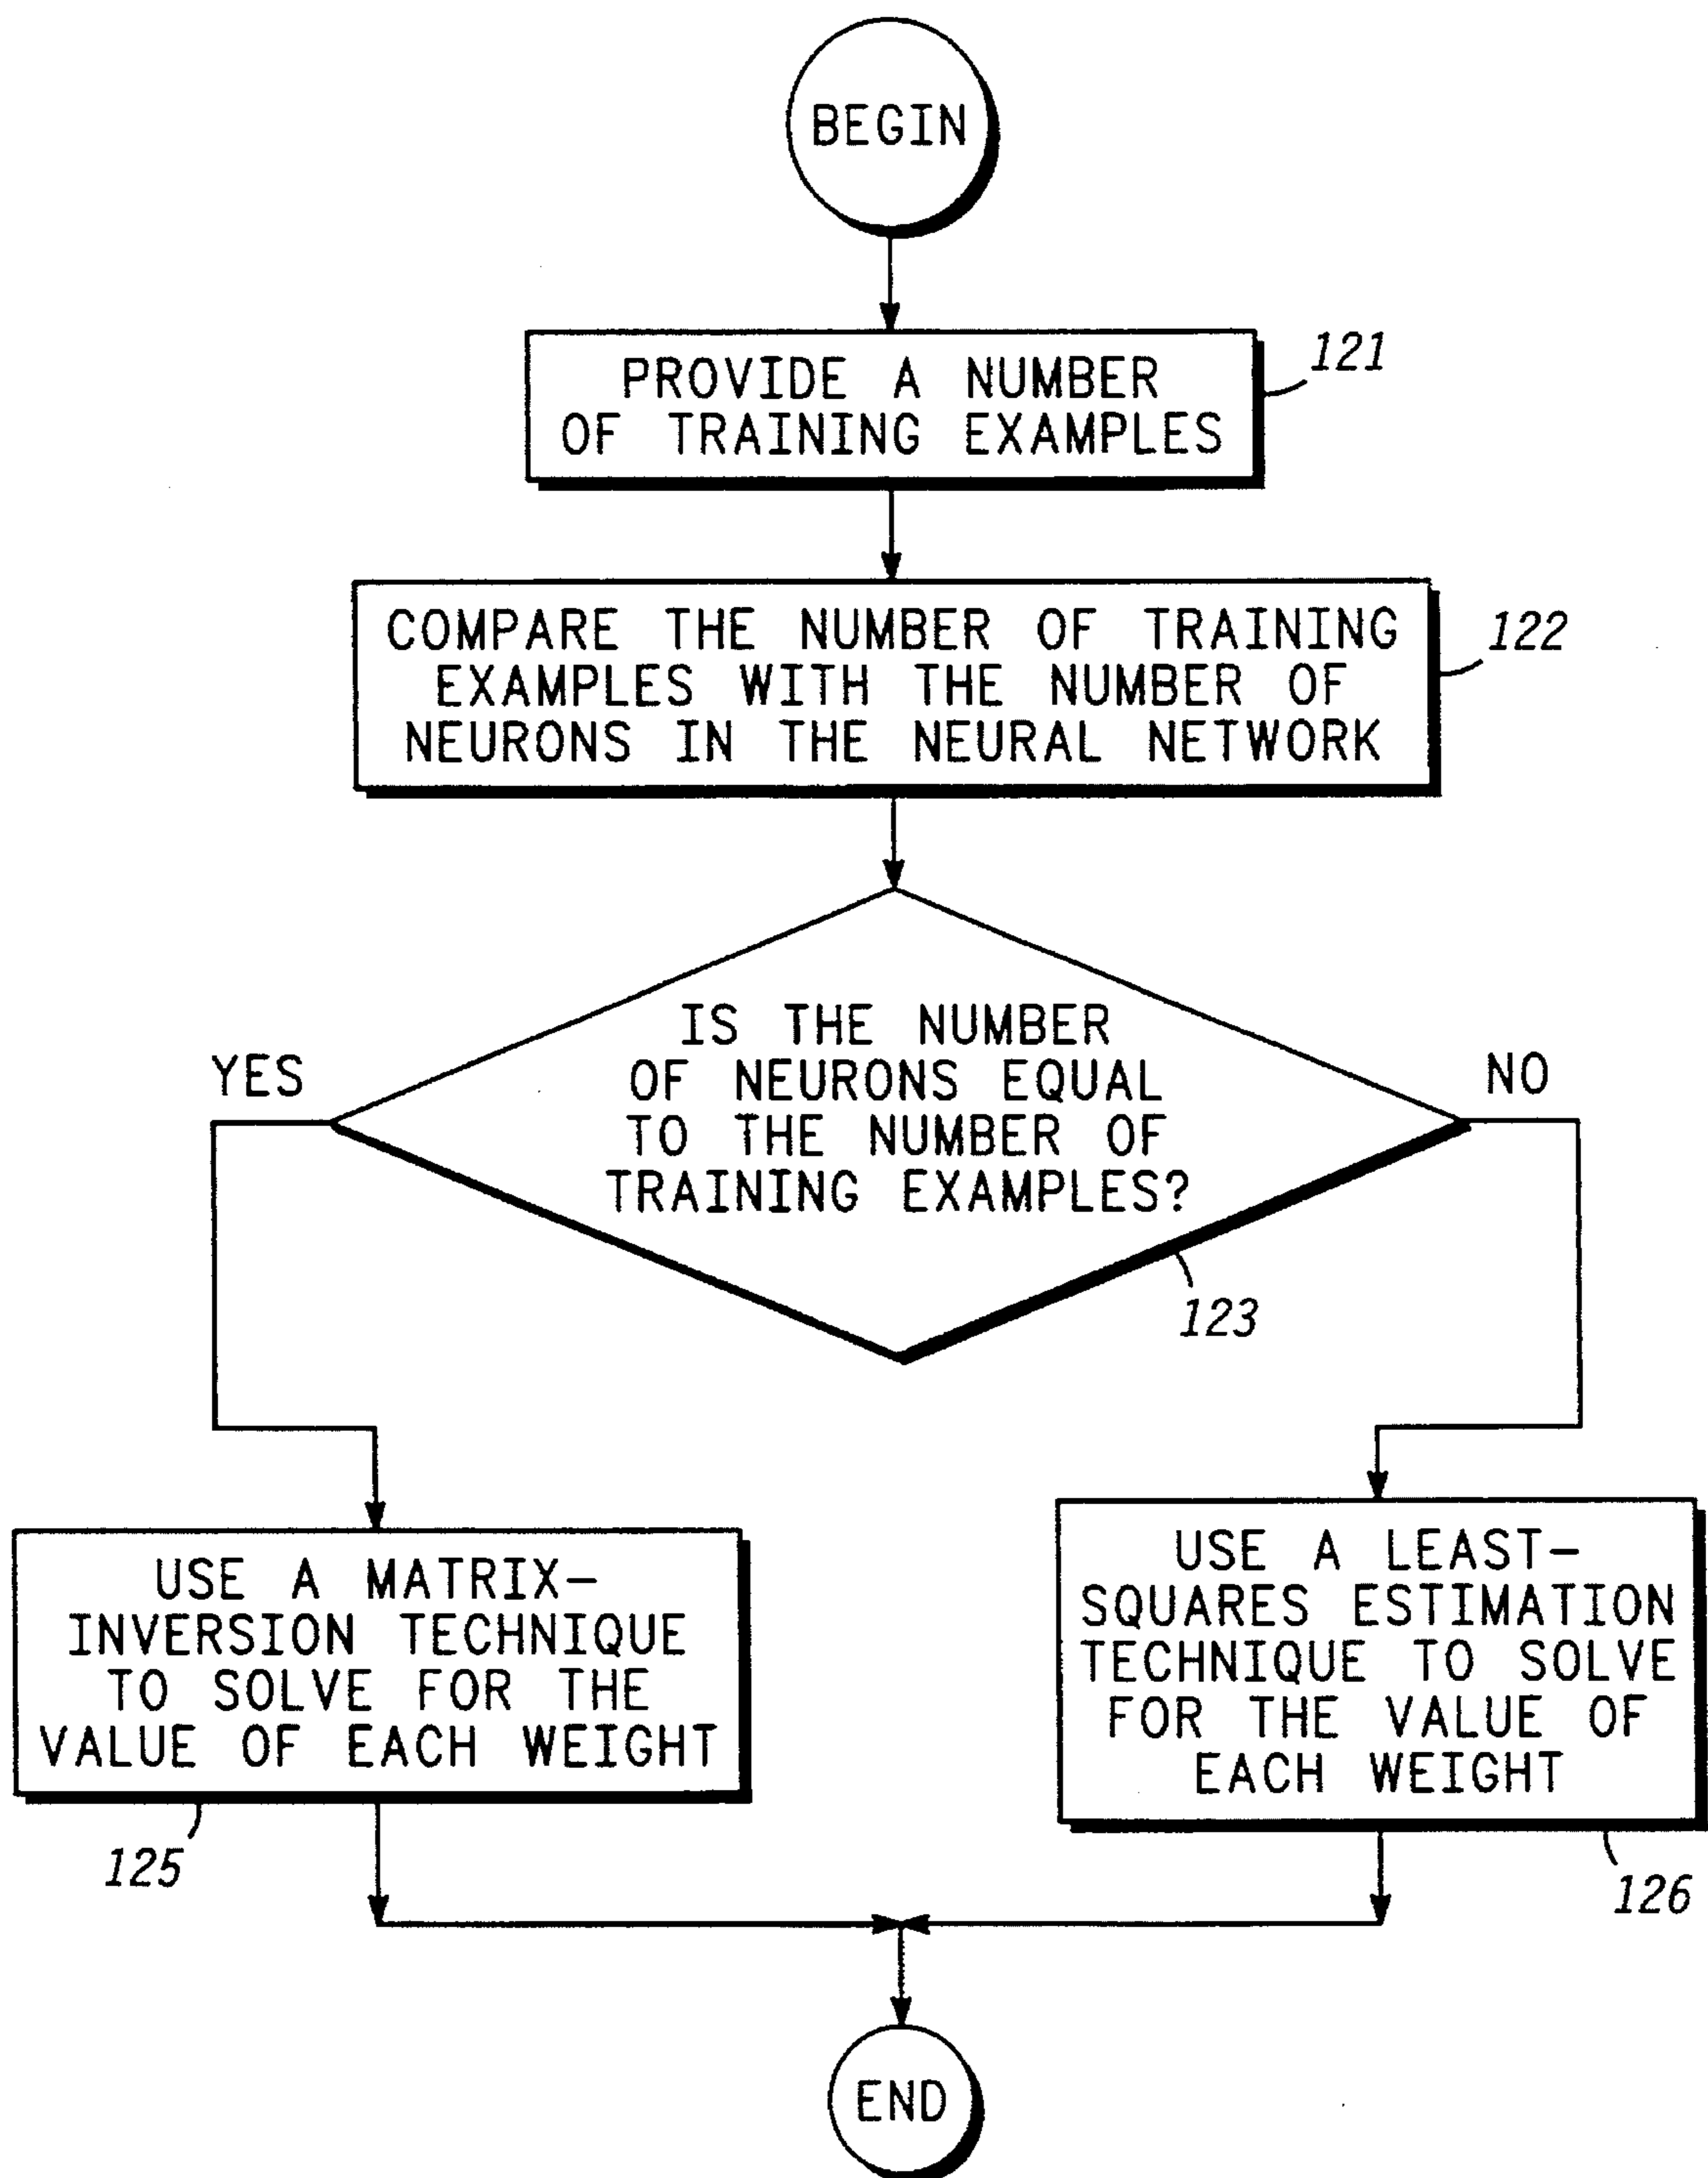 BEGIN
PROVIDE A NUMBER
OF TRAINING EXAMPLES
121
COMPARE THE NUMBER OF TRAINING
EXAMPLES WITH THE NUMBER OF
NEURONS IN THE NEURAL NETWORK
122
IS THE NUMBER
OF NEURONS EQUAL
TO THE NUMBER OF
TRAINING EXAMPLES?
123
YES
NO
USE A MATRIX-
INVERSION TECHNIQUE
TO SOLVE FOR THE
VALUE OF EACH WEIGHT
125
USE A LEAST-
SQUARES ESTIMATION
TECHNIQUE TO SOLVE
FOR THE VALUE OF
EACH WEIGHT
126
END